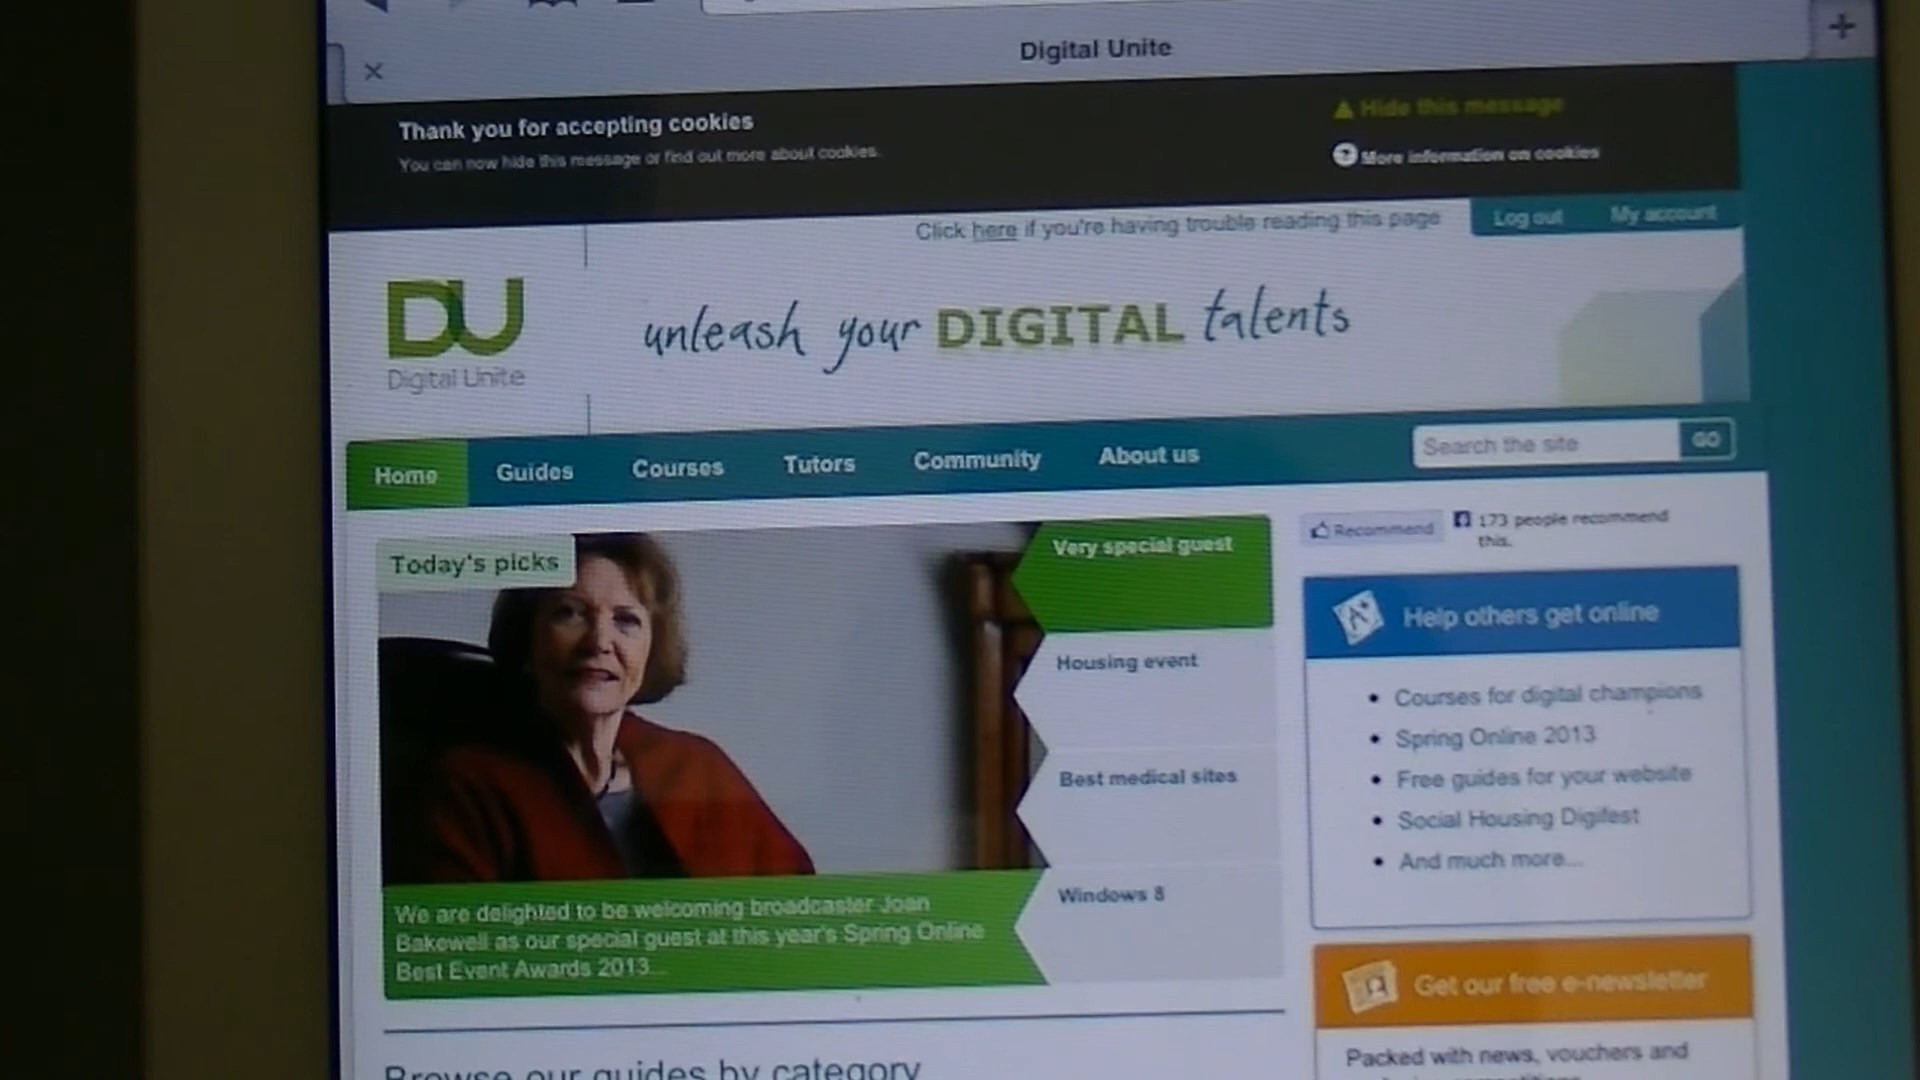 Digital Unite
Thank you for accepting cookies
You can now hide this message or find out more about cookies.
Hide this message
More information on cookies
Click here if you're having trouble reading this page
Log out
My account
DU
Digital Unite
unleash your DIGITAL talents
Home
Guides
Courses
Tutors
Community
About us
Search the site
GO
Today's picks
Very special guest
Housing event
Best medical sites
Windows 8
We are delighted to be welcoming broadcaster Joan
Bakewell as our special guest at this year's Spring Online
Best Event Awards 2013...
Recommend
173 people recommend
this.
A+
Help others get online
Courses for digital champions
Spring Online 2013
Free guides for your website
Social Housing Digifest
And much more...
Get our free e-newsletter
Packed with news, vouchers and
Browse our guides by category